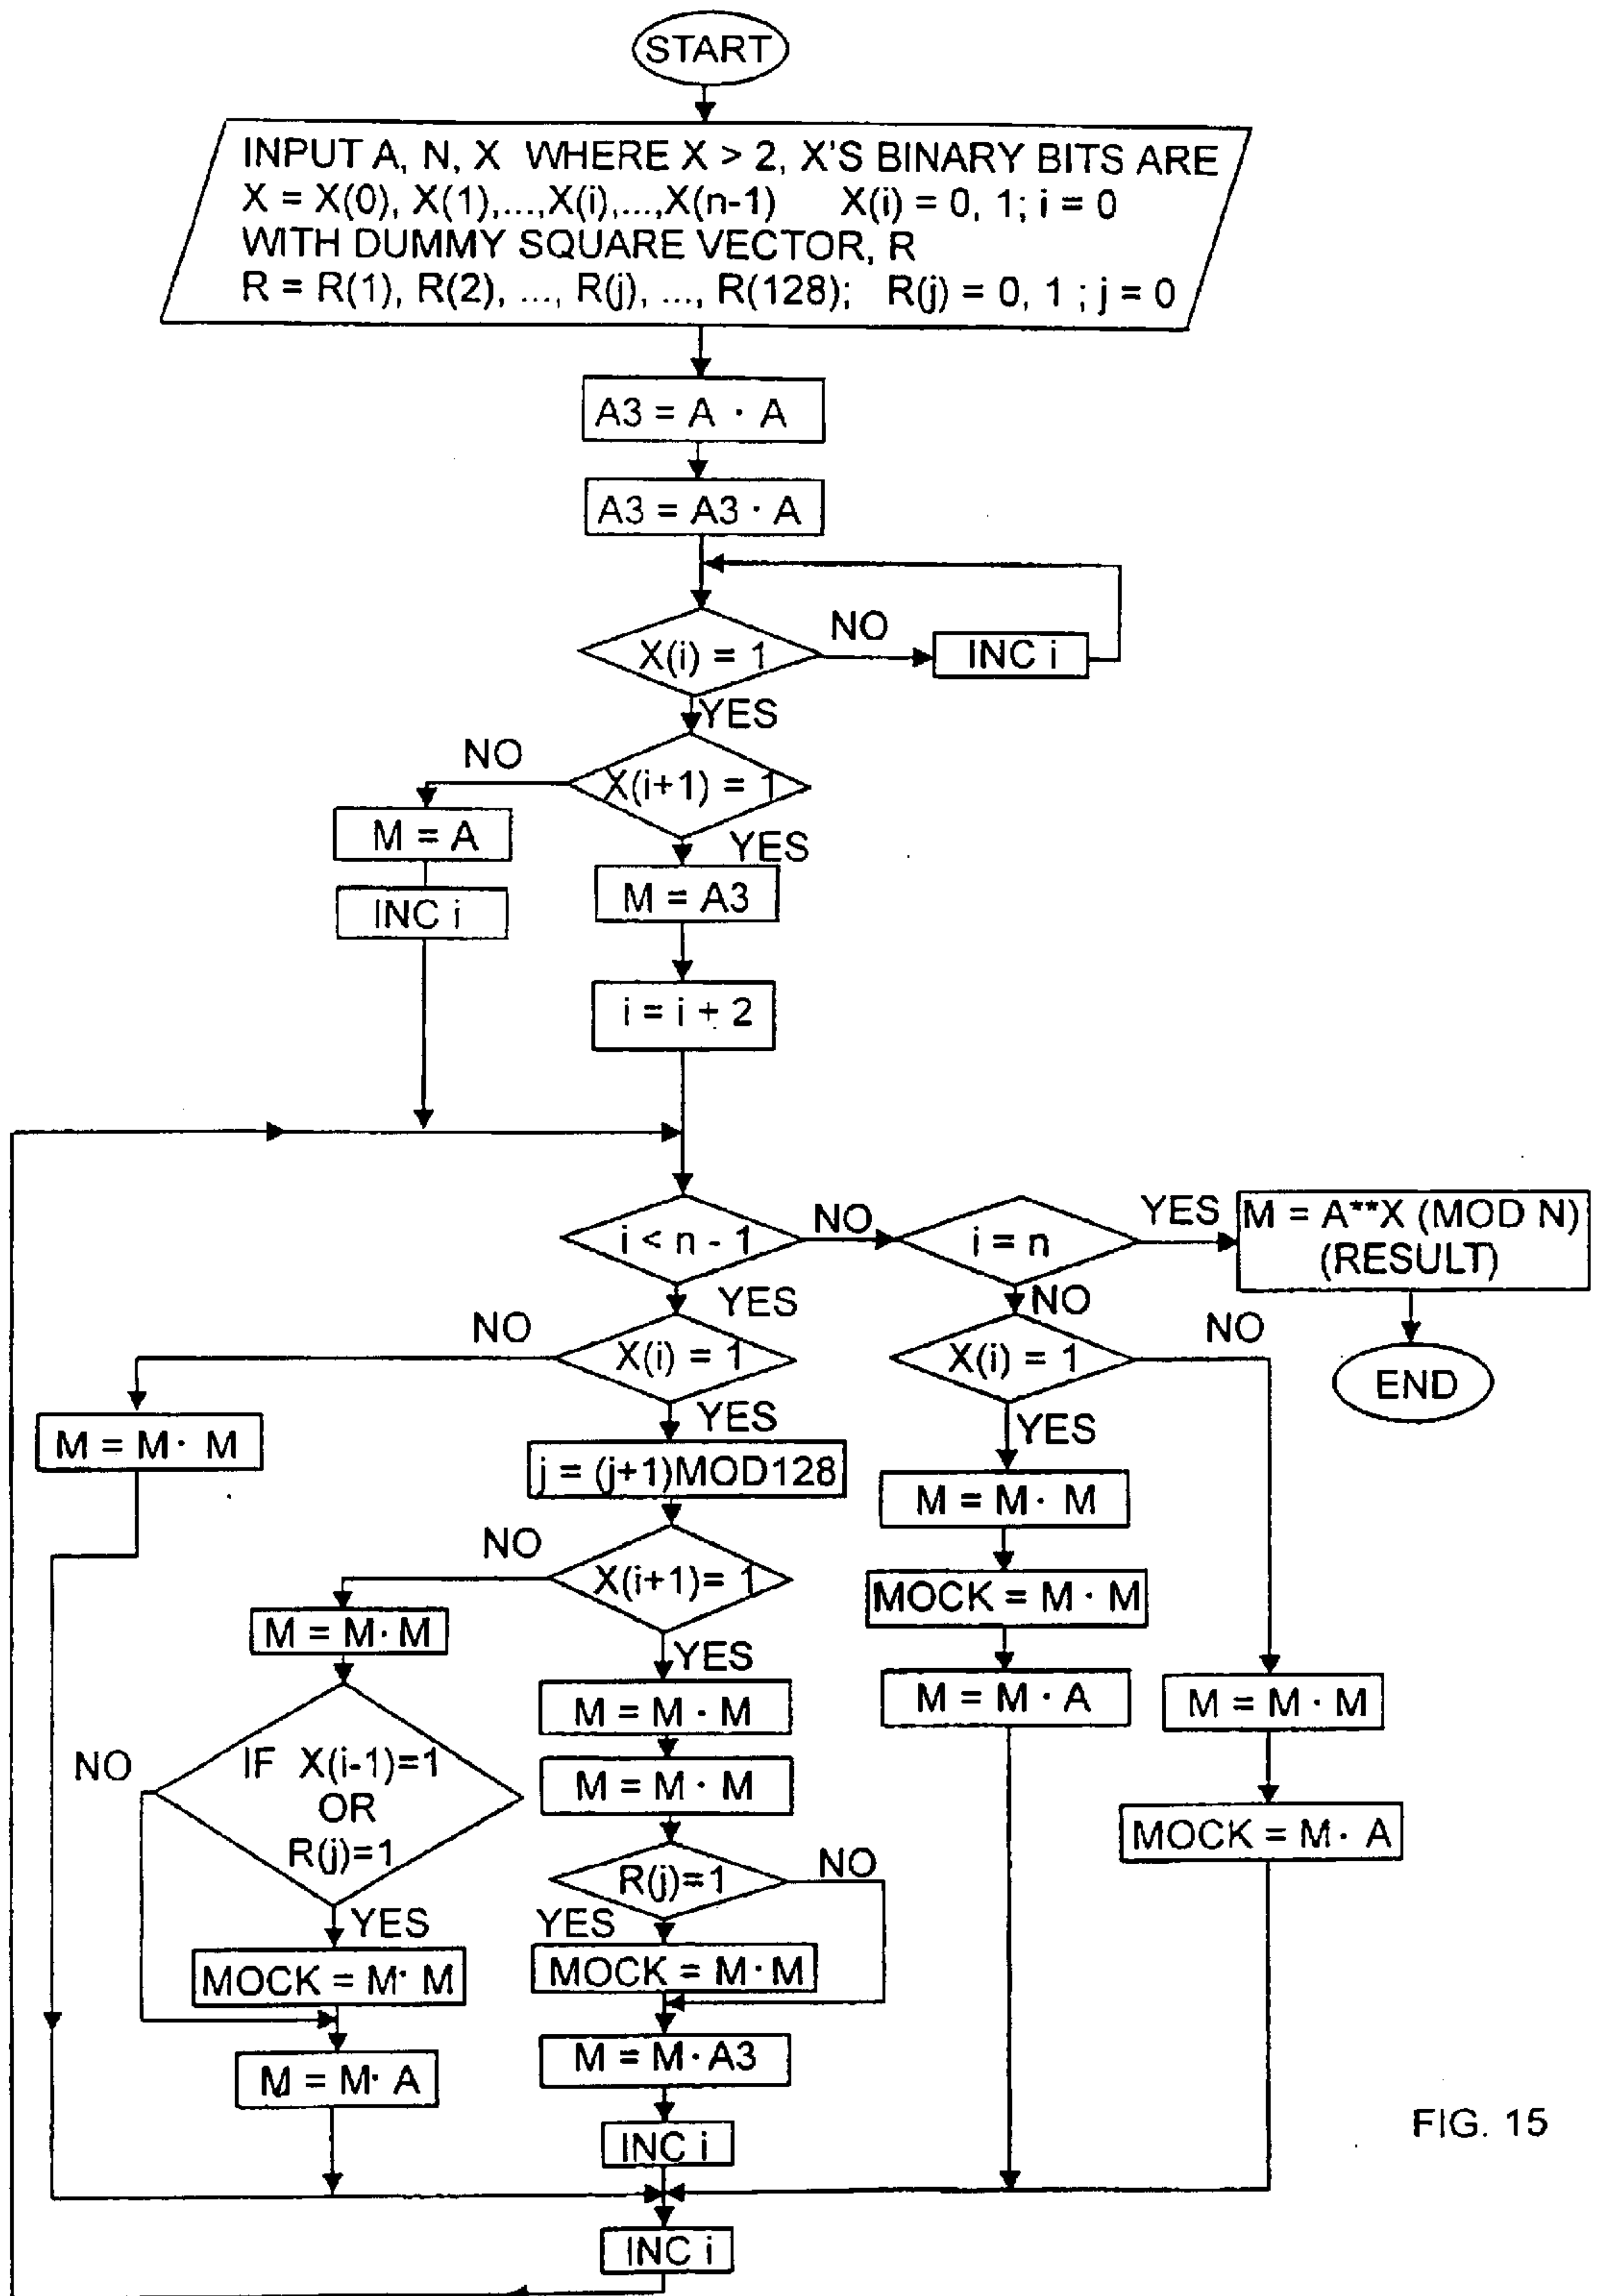 START
INPUT A, N, X WHERE X > 2, X'S BINARY BITS ARE
X = X(0), X(1),...,X(i),...,X(n-1) X(i) = 0, 1; i = 0
WITH DUMMY SQUARE VECTOR, R
R = R(1), R(2), ..., R(j), ..., R(128); R(j) = 0, 1 ; j = 0
A3 = A · A
A3 = A3 · A
X(i) = 1
NO
INC i
YES
NO
X(i+1) = 1
M = A
YES
INC i
M = A3
i = i + 2
i < n - 1
NO
i = n
YES
M = A**X (MOD N)
(RESULT)
YES
NO
NO
X(i) = 1
X(i) = 1
NO
END
M = M · M
YES
j = (j+1)MOD128
YES
M = M · M
NO
X(i+1)= 1
MOCK = M · M
M = M · M
YES
M = M · M
M = M · A
M = M · M
NO
IF X(i-1)=1
OR
R(j)=1
M = M · M
MOCK = M · A
R(j)=1
NO
YES
YES
MOCK = M · M
MOCK = M · M
M = M · A
M = M · A3
INC i
FIG. 15
INC i